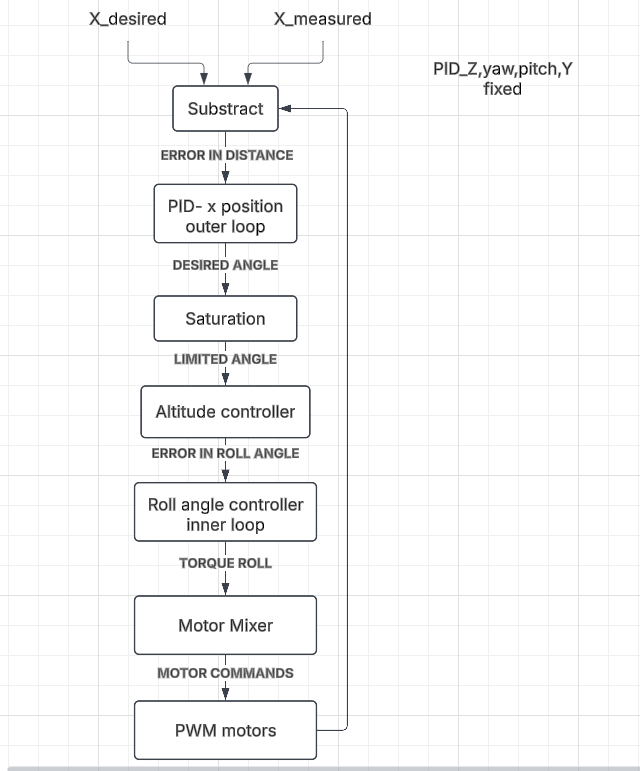 X_desired
X_measured
PID_Z,yaw,pitch,Y
fixed
Substract
ERROR IN DISTANCE
PID- x position
outer loop
DESIRED ANGLE
Saturation
LIMITED ANGLE
Altitude controller
ERROR IN ROLL ANGLE
Roll angle controller
inner loop
TORQUE ROLL
Motor Mixer
MOTOR COMMANDS
PWM motors